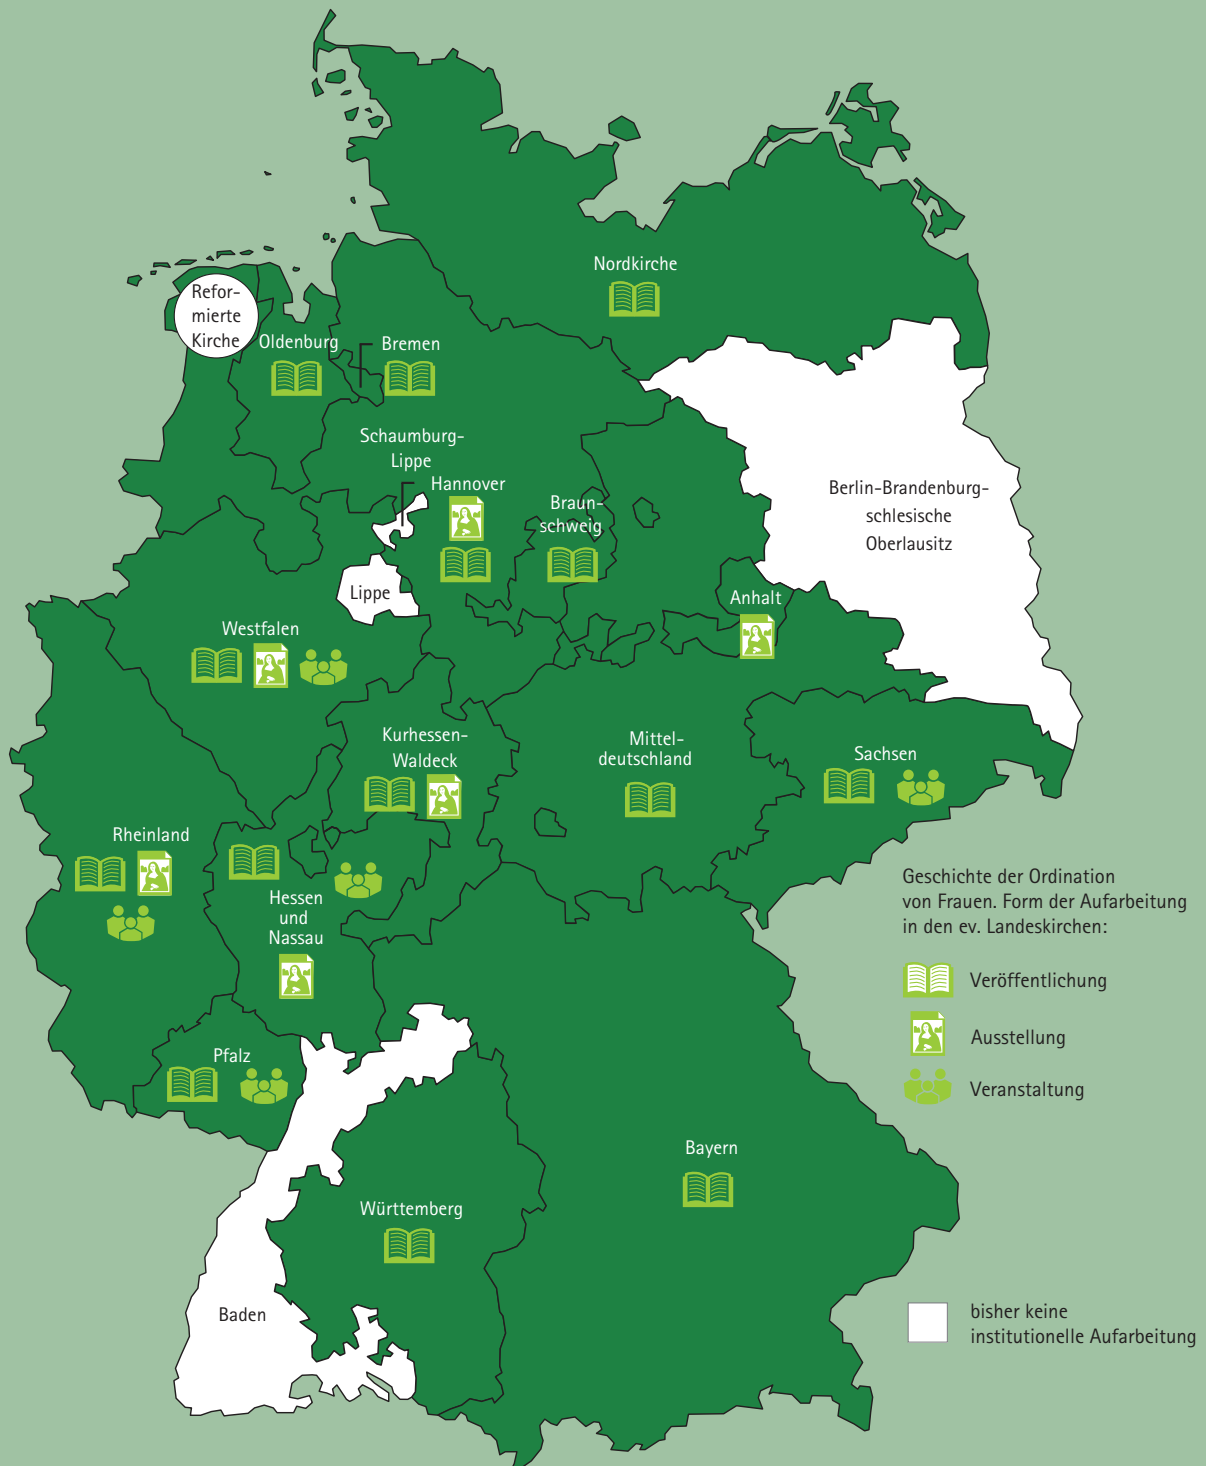 Nordkirche
Refor-
mierte
Kirche
Oldenburg
Bremen
Schaumburg-
Lippe
Hannover
Braun-
schweig
Berlin-Brandenburg-
schlesische
Oberlausitz
Lippe
Anhalt
Westfalen
Kurhessen-
Waldeck
Mittel-
deutschland
Sachsen
Rheinland
Hessen
und
Nassau
Pfalz
Bayern
Württemberg
Baden
Geschichte der Ordination
von Frauen. Form der Aufarbeitung
in den ev. Landeskirchen:
Veröffentlichung
Ausstellung
Veranstaltung
bisher keine
institutionelle Aufarbeitung